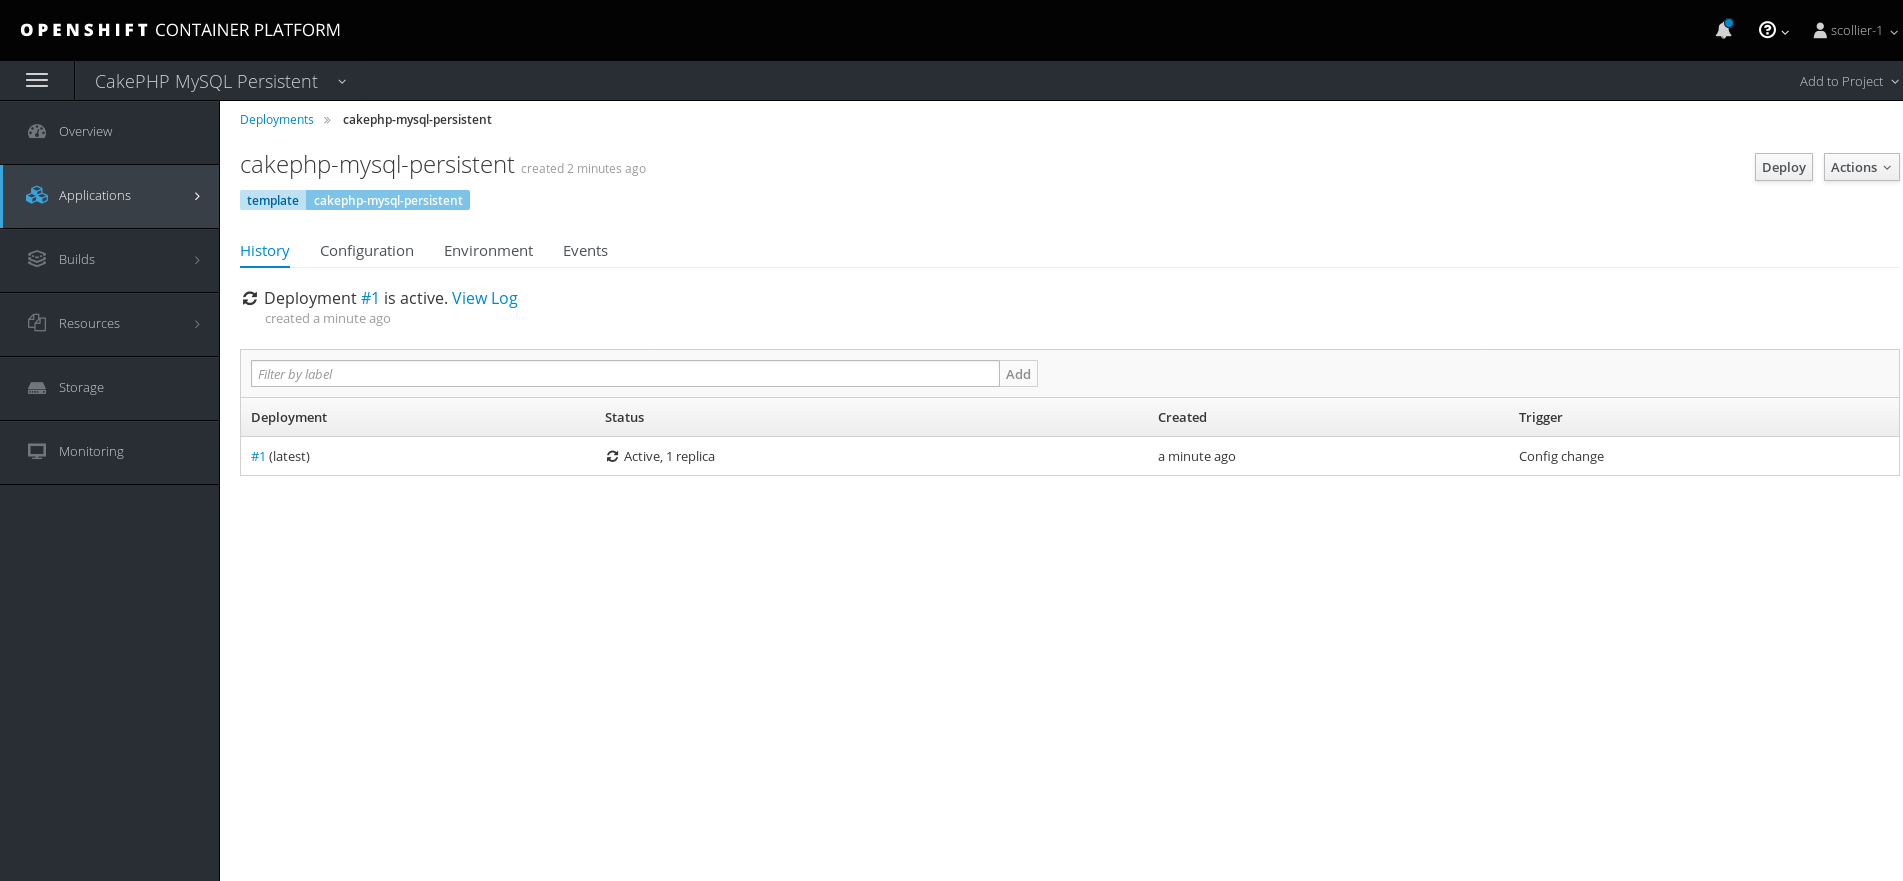 OPENSHIFT CONTAINER PLATFORM
scollier-1
CakePHP MySQL Persistent
Add to Project
Overview
Applications
Builds
Resources
Storage
Monitoring
Deployments » cakephp-mysql-persistent
cakephp-mysql-persistent created 2 minutes ago
Deploy
Actions
template cakephp-mysql-persistent
History Configuration Environment Events
Deployment #1 is active. View Log
created a minute ago
Filter by label Add
Deployment Status Created Trigger
#1 (latest) Active, 1 replica a minute ago Config change